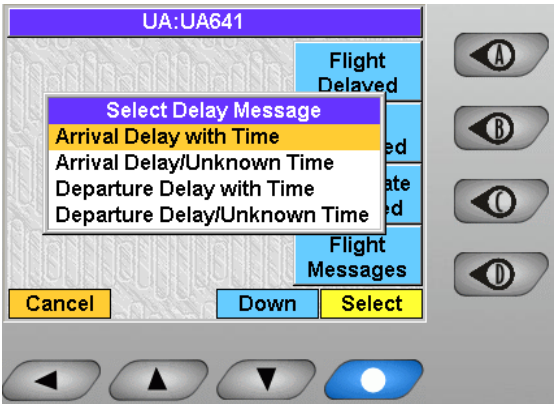 UA:UA641
Flight
Delayed
Select Delay Message
Arrival Delay with Time
Arrival Delay/Unknown Time
Departure Delay with Time
Departure Delay/Unknown Time
Flight
Messages
Cancel
Down
Select
A
B
C
D